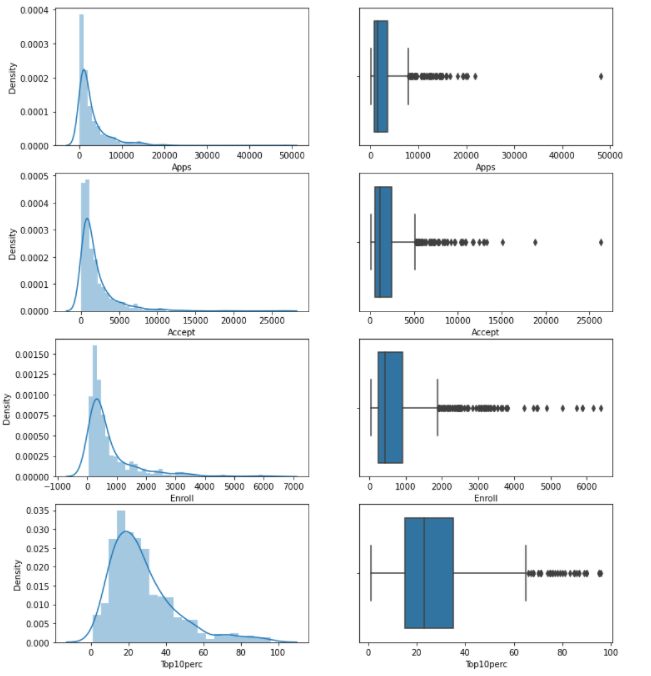 0.0004
0.0003
0.0002
0.0001
0.0000
Density
0 10000 20000 30000 40000 50000
Apps
0 10000 20000 30000 40000 50000
Apps
0.0005
0.0004
0.0003
0.0002
0.0001
0.0000
Density
0 5000 10000 15000 20000 25000
Accept
0 5000 10000 15000 20000 25000
Accept
0.00150
0.00125
0.00100
0.00075
0.00050
0.00025
0.00000
Density
−1000 0 1000 2000 3000 4000 5000 6000 7000
Enroll
0 1000 2000 3000 4000 5000 6000
Enroll
0.035
0.030
0.025
0.020
0.015
0.010
0.005
0.000
Density
0 20 40 60 80 100
Top10perc
0 20 40 60 80 100
Top10perc